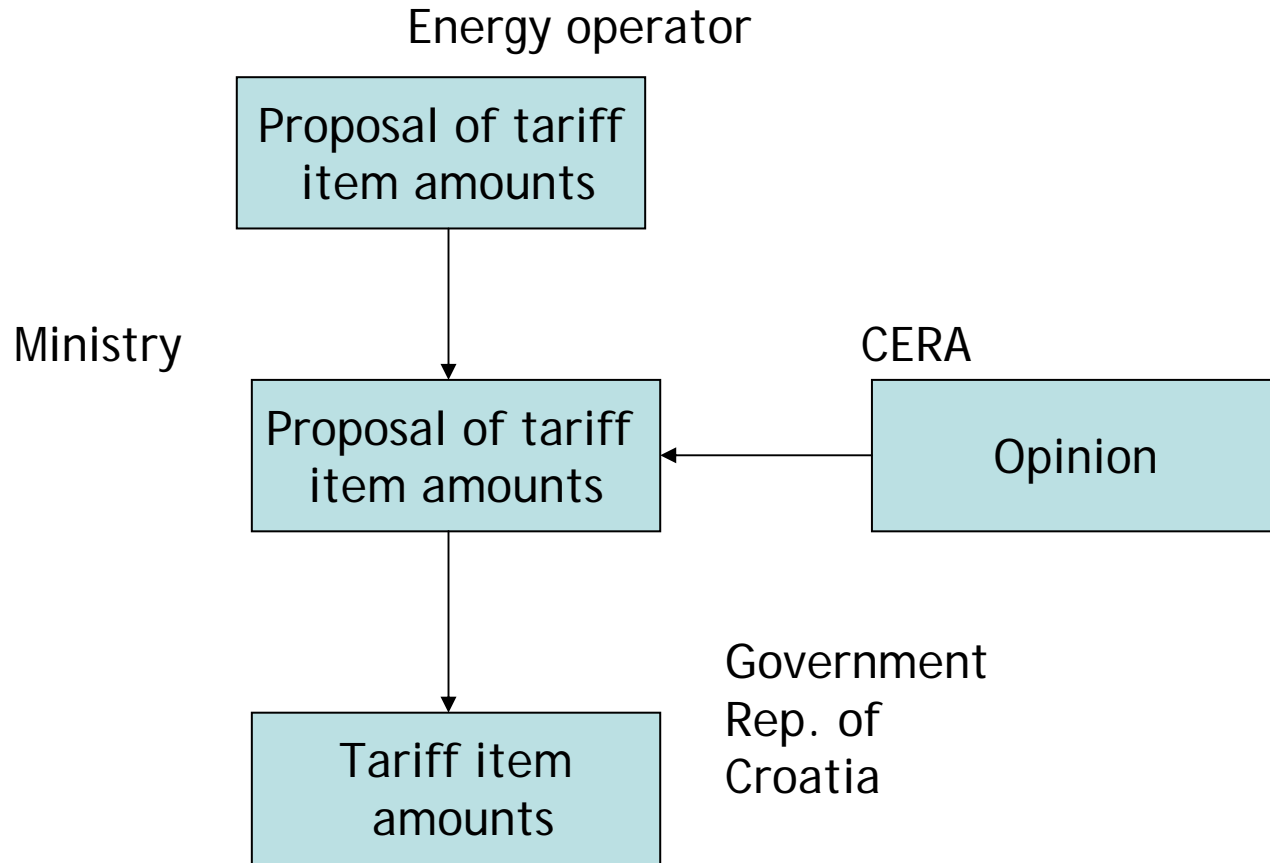 Energy operator
Proposal of tariff
item amounts
Ministry
CERA
Proposal of tariff
item amounts
Opinion
Government
Rep. of
Croatia
Tariff item
amounts